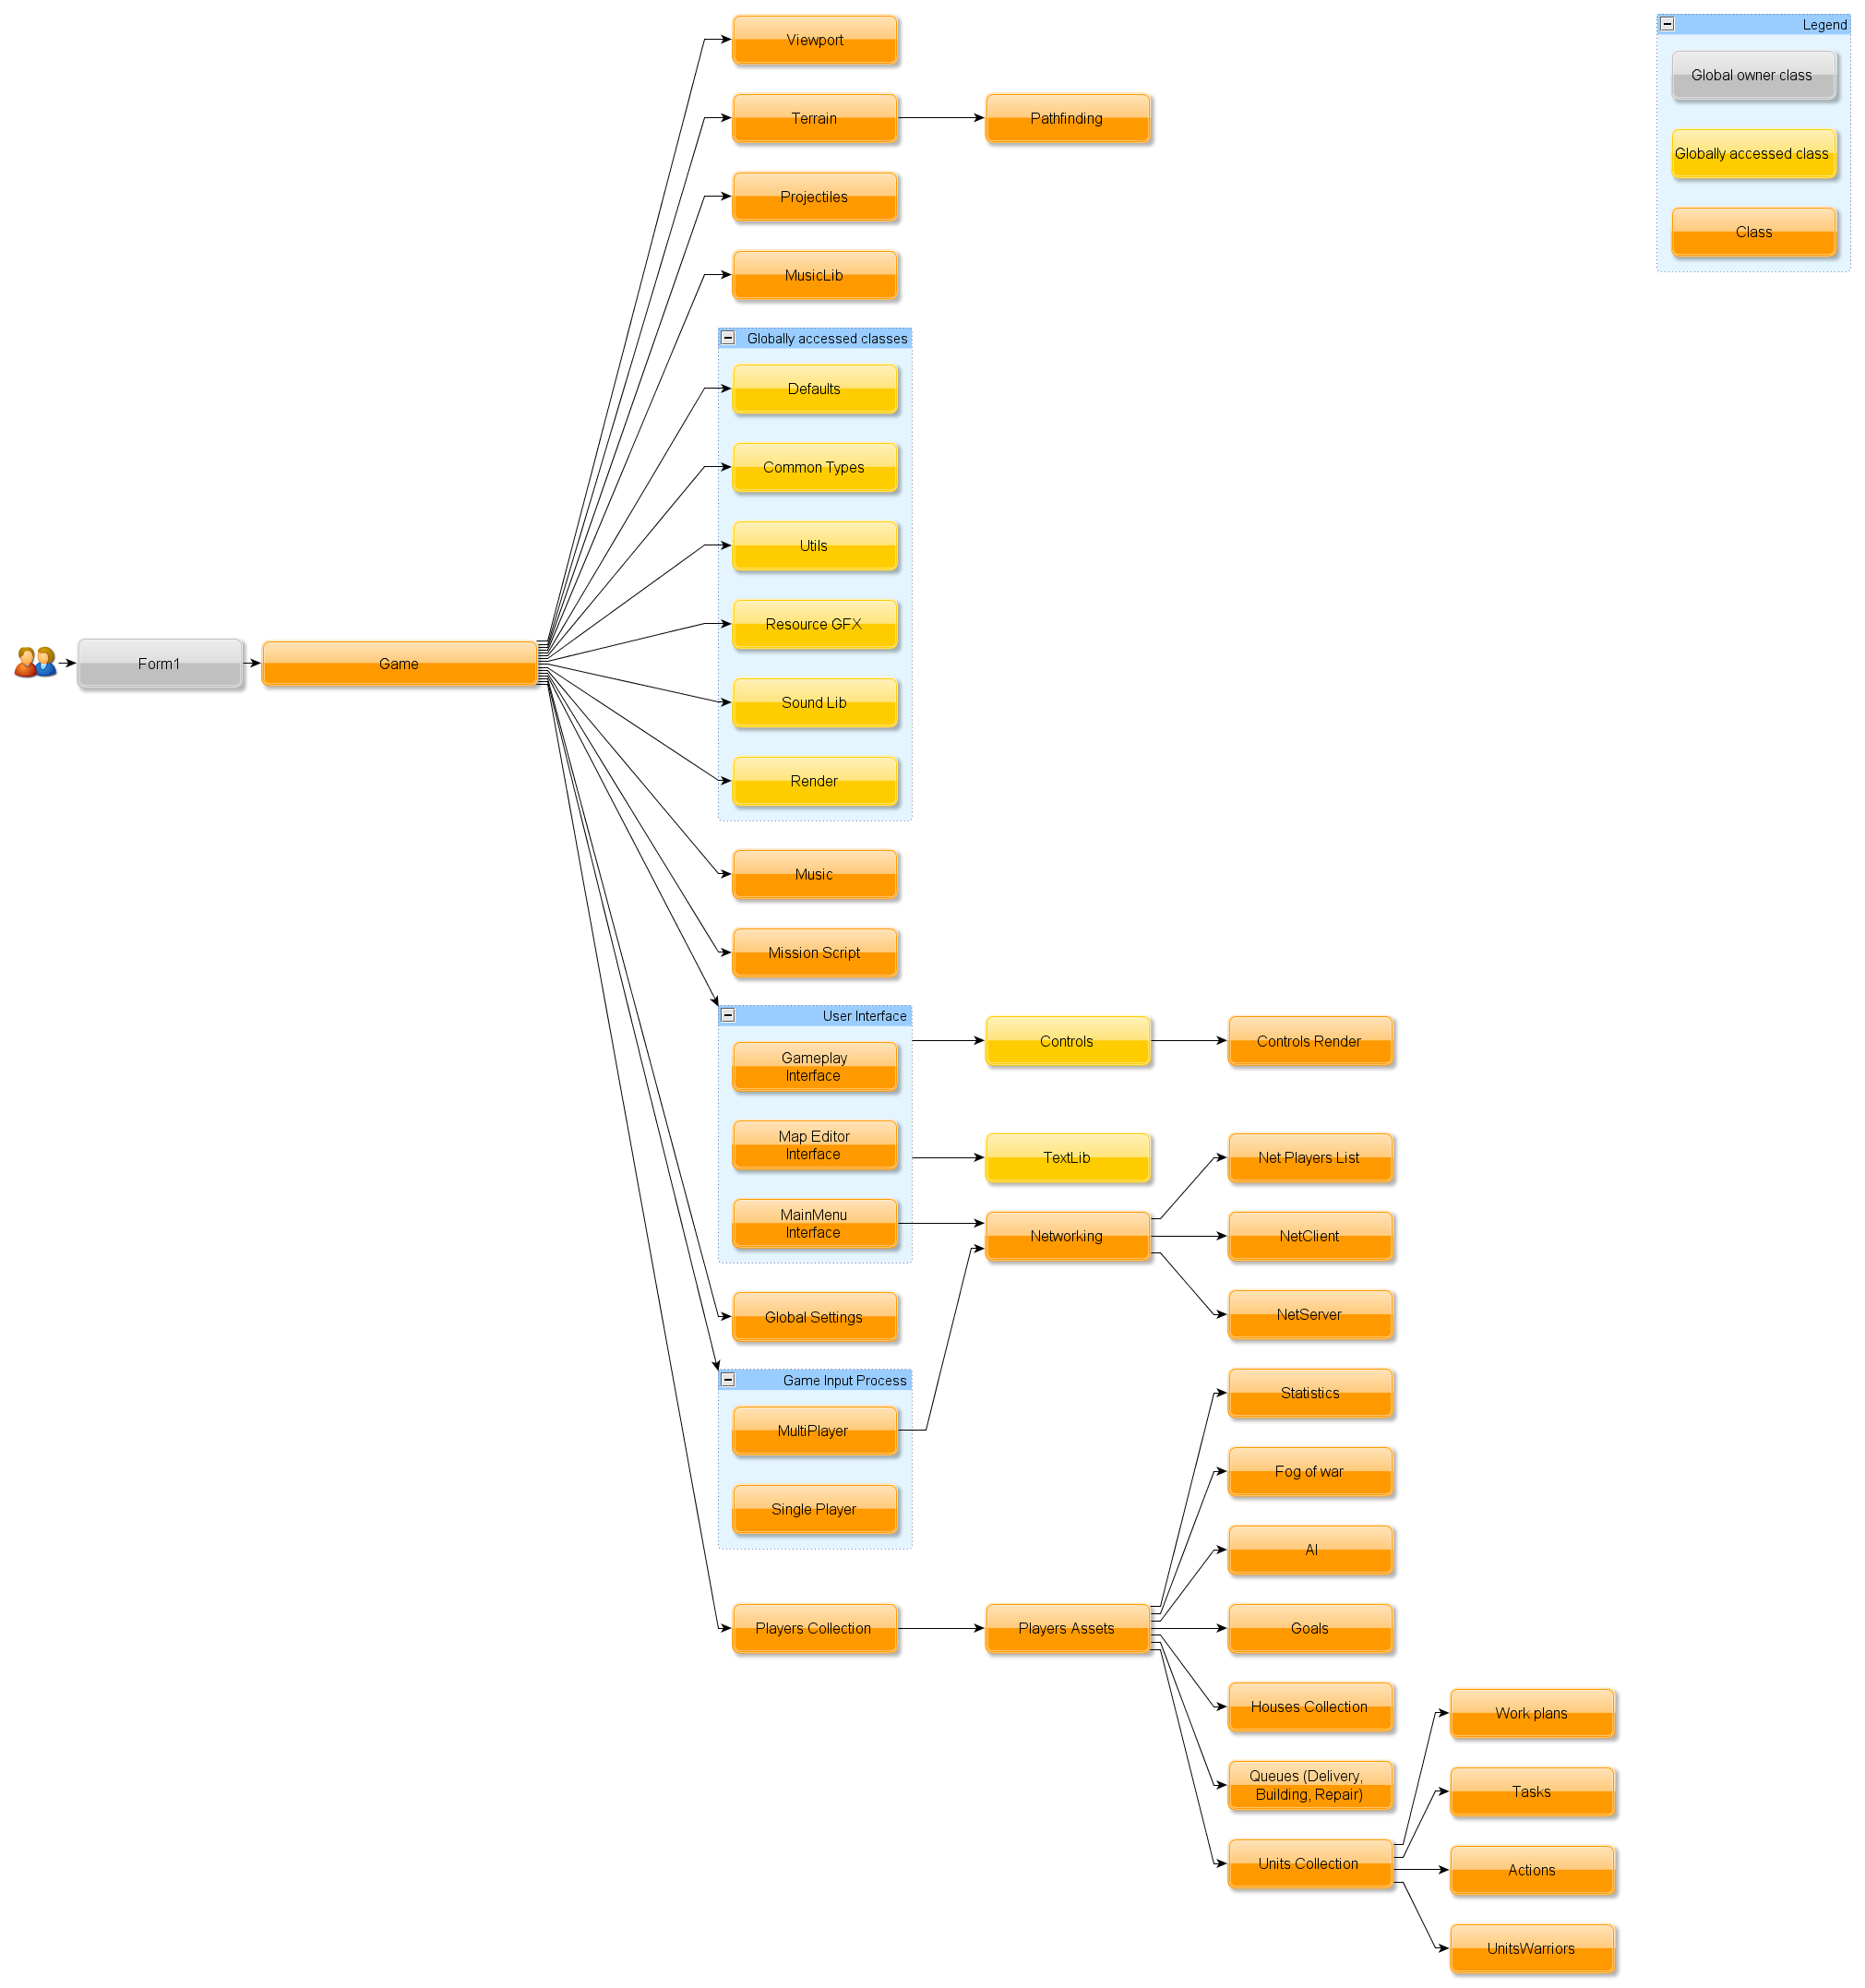 Viewport
Legend
Global owner class
Terrain
Pathfinding
Globally accessed class
Projectiles
Class
MusicLib
Globally accessed classes
Defaults
Common Types
Utils
Resource GFX
Form1
Game
Sound Lib
Render
Music
Mission Script
User Interface
Gameplay
Interface
Controls
Controls Render
Map Editor
Interface
TextLib
Net Players List
MainMenu
Interface
Networking
NetClient
Global Settings
NetServer
Game Input Process
Statistics
MultiPlayer
Fog of war
Single Player
AI
Players Collection
Players Assets
Goals
Houses Collection
Work plans
Queues (Delivery,
Building, Repair)
Tasks
Units Collection
Actions
UnitsWarriors